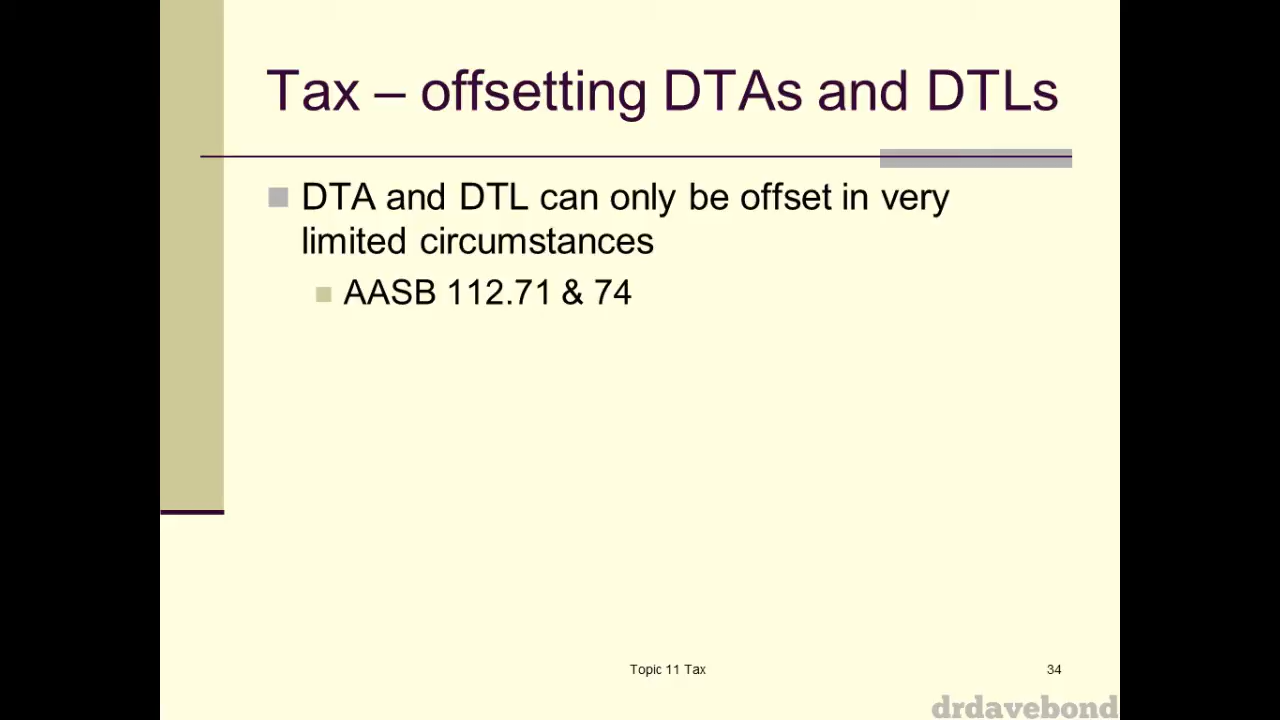 Tax – offsetting DTAs and DTLs
DTA and DTL can only be offset in very
limited circumstances
AASB 112.71 & 74
Topic 11 Tax
34
drdavebond